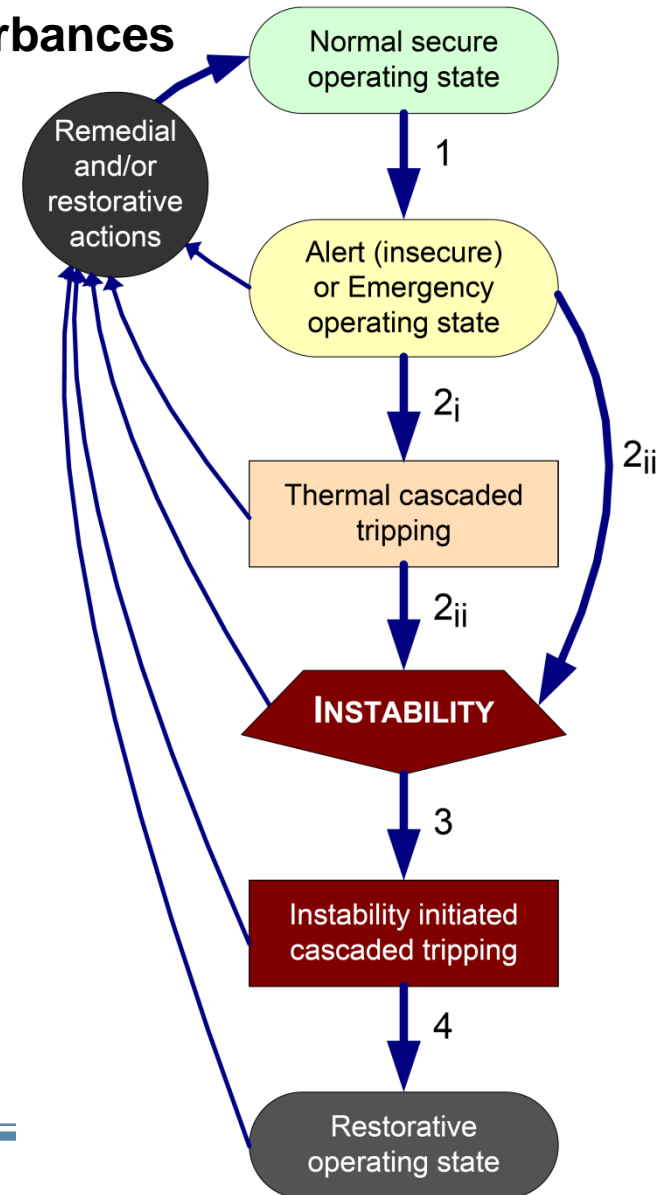 rbances
Normal secure
operating state
Remedial
and/or
restorative
actions
1
Alert (insecure)
or Emergency
operating state
2i
2ii
Thermal cascaded
tripping
2ii
INSTABILITY
3
Instability initiated
cascaded tripping
4
Restorative
operating state